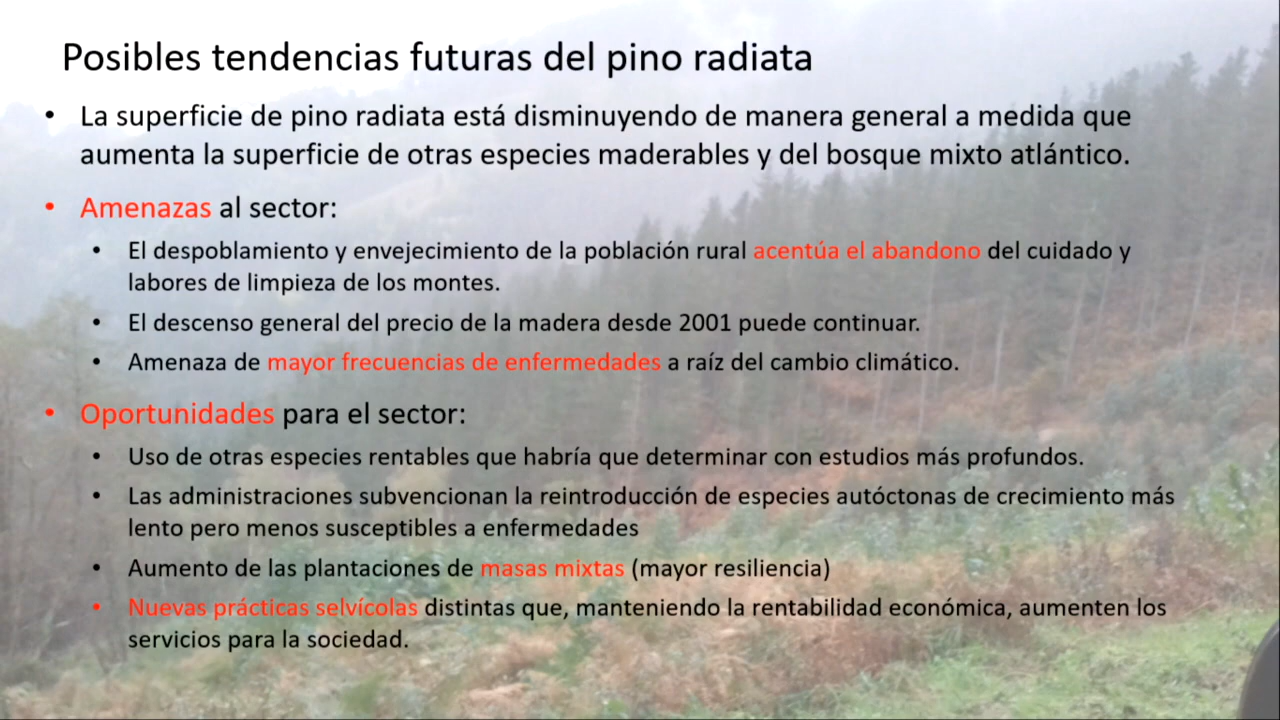 Posibles tendencias futuras del pino radiata
• La superficie de pino radiata está disminuyendo de manera general a medida que
aumenta la superficie de otras especies maderables y del bosque mixto atlántico.
• Amenazas al sector:
• El despoblamiento y envejecimiento de la población rural acentúa el abandono del cuidado y
labores de limpieza de los montes.
• El descenso general del precio de la madera desde 2001 puede continuar.
• Amenaza de mayor frecuencias de enfermedades a raíz del cambio climático.
• Oportunidades para el sector:
• Uso de otras especies rentables que habría que determinar con estudios más profundos.
• Las administraciones subvencionan la reintroducción de especies autóctonas de crecimiento más
lento pero menos susceptibles a enfermedades
• Aumento de las plantaciones de masas mixtas (mayor resiliencia)
• Nuevas prácticas selvícolas distintas que, manteniendo la rentabilidad económica, aumenten los
servicios para la sociedad.